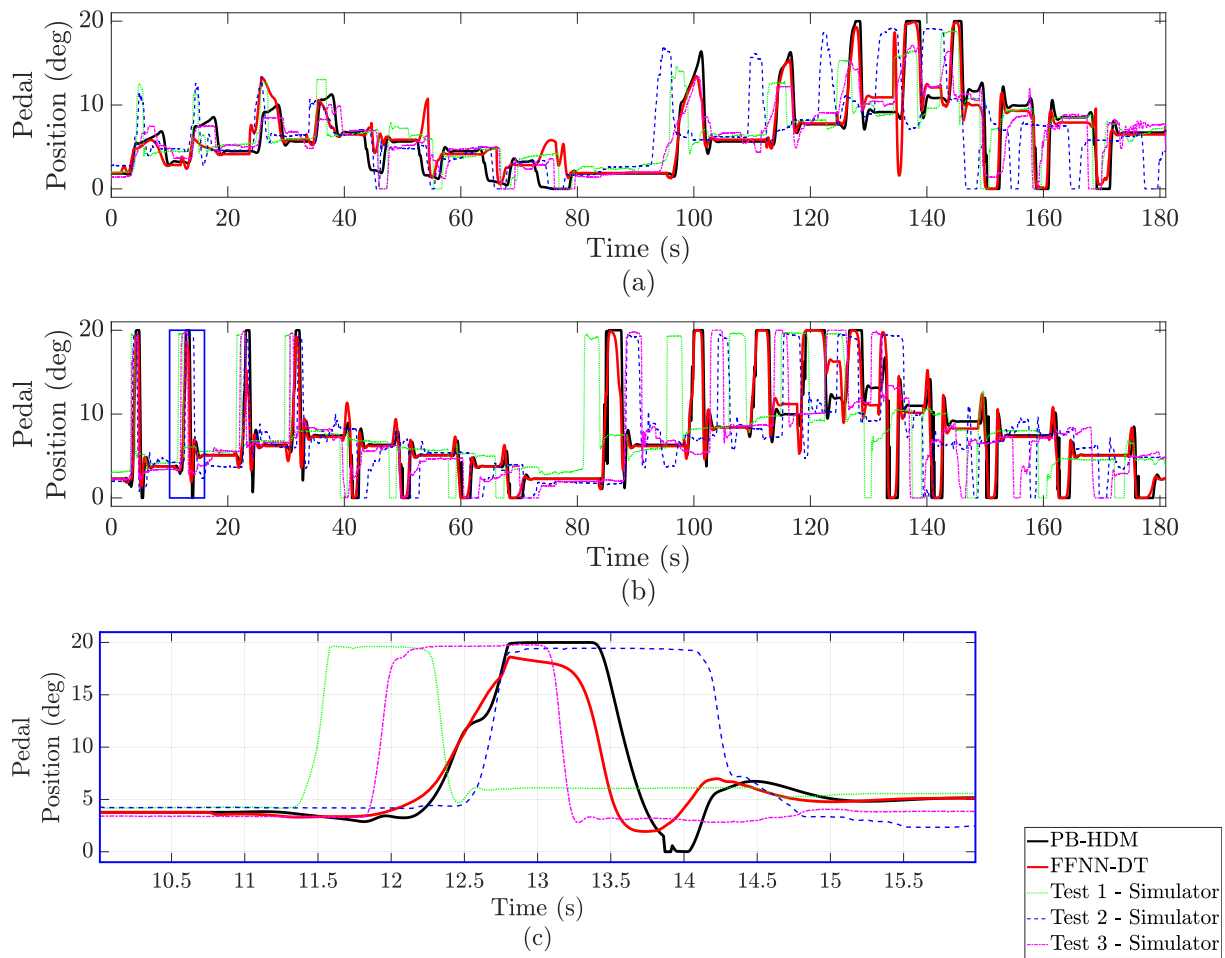 20
10
0
Pedal
Position (deg)
0 20 40 60 80 100 120 140 160 180
Time (s)
(a)
20
10
0
Pedal
Position (deg)
0 20 40 60 80 100 120 140 160 180
Time (s)
(b)
20
15
10
5
0
Pedal
Position (deg)
10.5 11 11.5 12 12.5 13 13.5 14 14.5 15 15.5
Time (s)
(c)
PB-HDM
FFNN-DT
Test 1 - Simulator
Test 2 - Simulator
Test 3 - Simulator